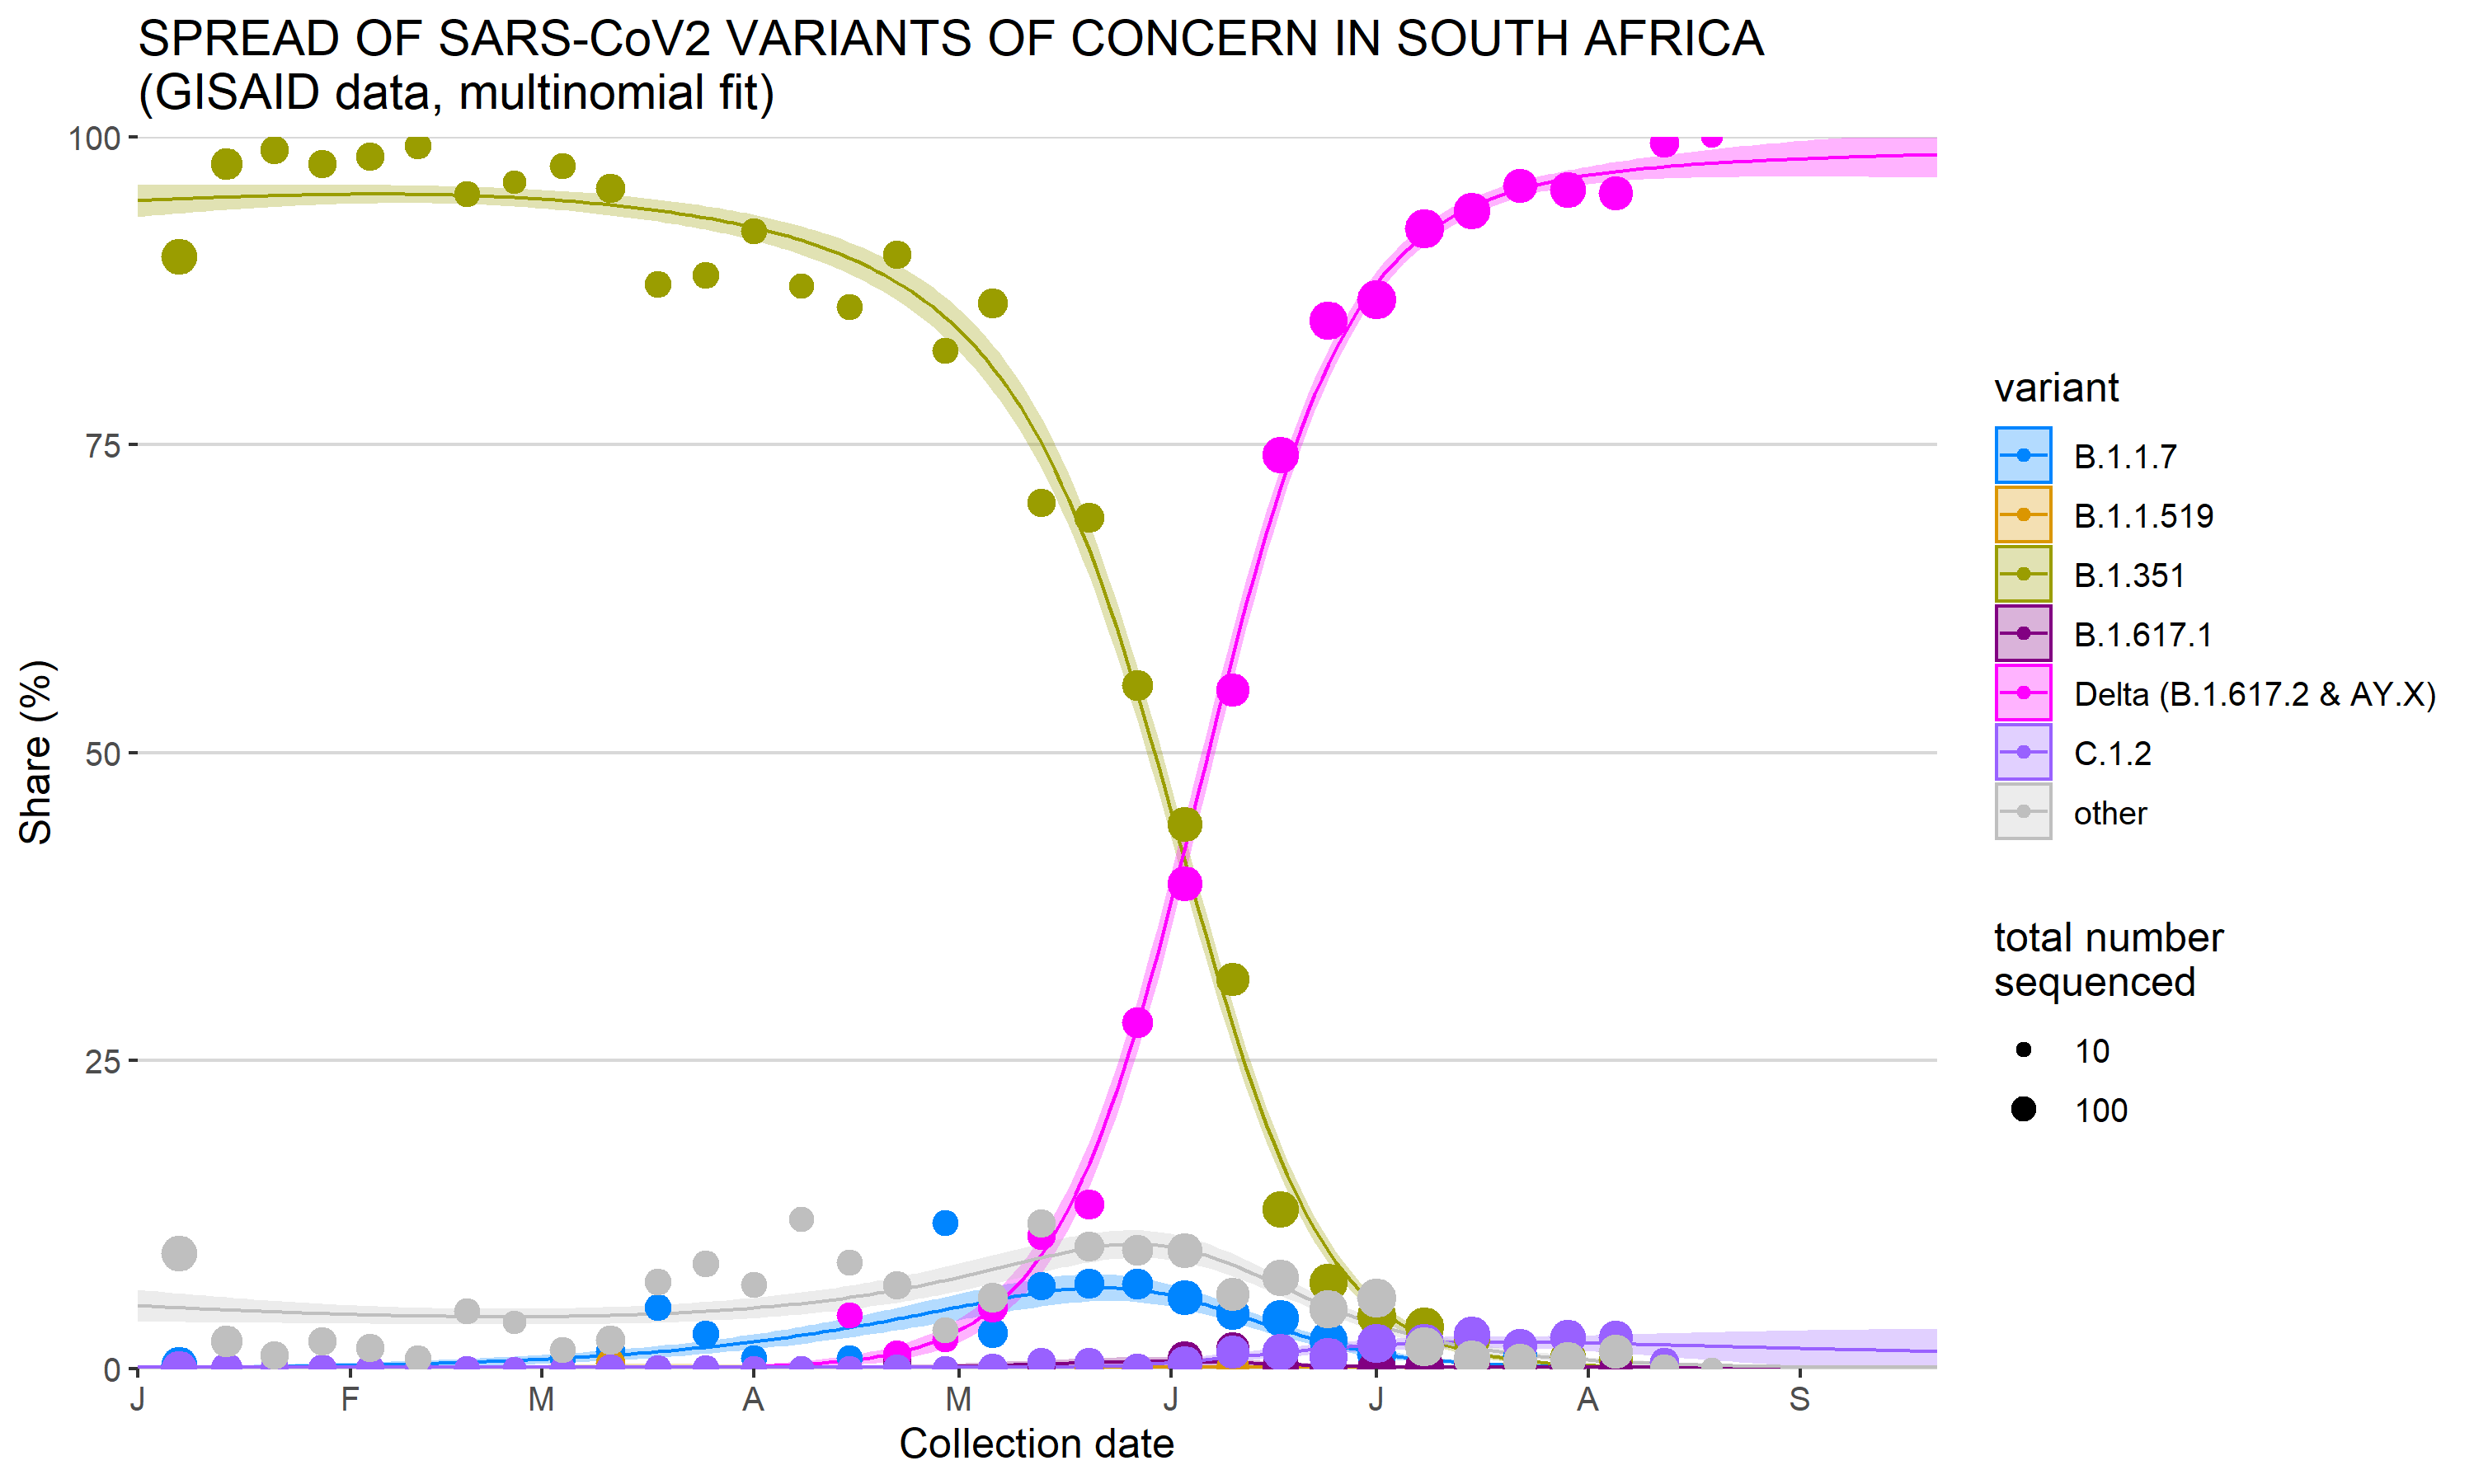 SPREAD OF SARS-CoV2 VARIANTS OF CONCERN IN SOUTH AFRICA
(GISAID data, multinomial fit)
100
75
50
25
0
Share (%)
J F M A M J J A S
Collection date
variant
B.1.1.7
B.1.1.519
B.1.351
B.1.617.1
Delta (B.1.617.2 & AY.X)
C.1.2
other
total number
sequenced
10
100